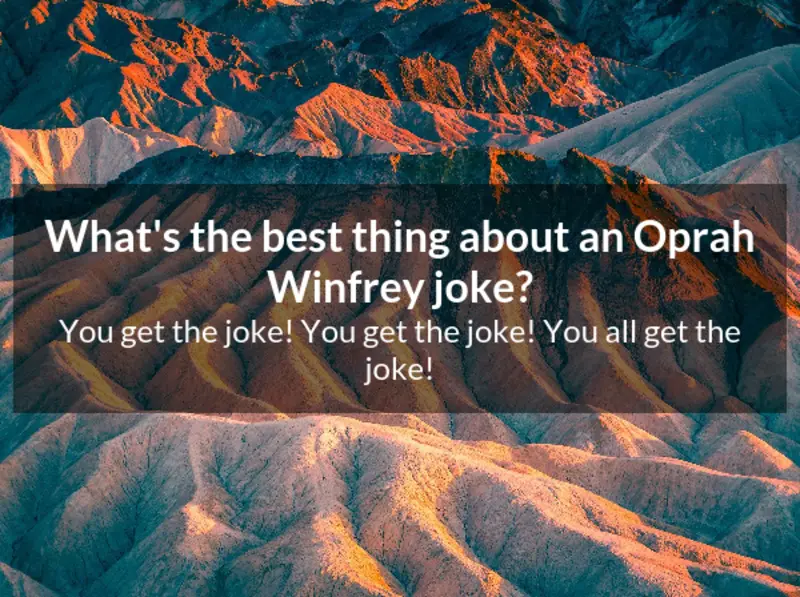 What's the best thing about an Oprah
Winfrey joke?
You get the joke! You get the joke! You all get the
joke!